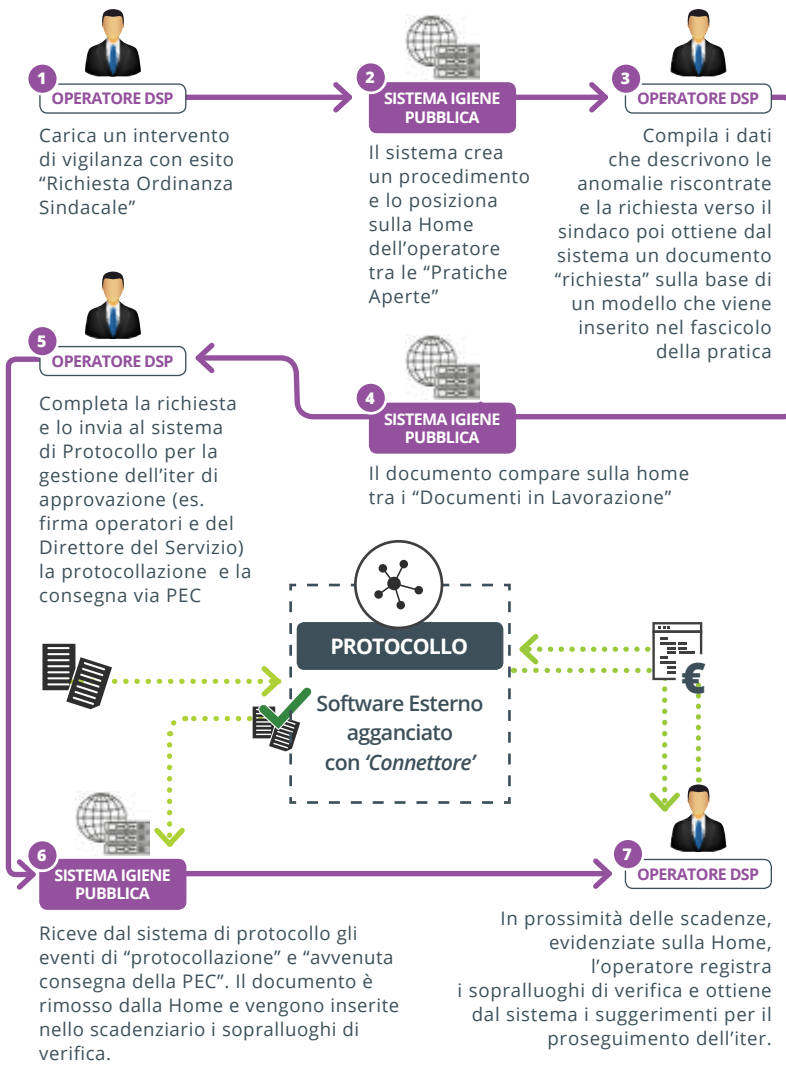 1
OPERATORE DSP
Carica un intervento
di vigilanza con esito
“Richiesta Ordinanza
Sindacale”
2
SISTEMA IGIENE
PUBBLICA
Il sistema crea
un procedimento
e lo posiziona
sulla Home
dell’operatore
tra le “Pratiche
Aperte”
3
OPERATORE DSP
Compila i dati
che descrivono le
anomalie riscontrate
e la richiesta verso il
sindaco poi ottiene dal
sistema un documento
“richiesta” sulla base di
un modello che viene
inserito nel fascicolo
della pratica
4
SISTEMA IGIENE
PUBBLICA
Il documento compare sulla home
tra i “Documenti in Lavorazione”
5
OPERATORE DSP
Completa la richiesta
e lo invia al sistema
di Protocollo per la
gestione dell’iter di
approvazione (es.
firma operatori e del
Direttore del Servizio)
la protocollazione e la
consegna via PEC
PROTOCOLLO
Software Esterno
agganciato
con ‘Connettore’
€
6
SISTEMA IGIENE
PUBBLICA
Riceve dal sistema di protocollo gli
eventi di “protocollazione” e “avvenuta
consegna della PEC”. Il documento è
rimosso dalla Home e vengono inserite
nello scadenziario i sopralluoghi di
verifica.
7
OPERATORE DSP
In prossimità delle scadenze,
evidenziate sulla Home,
l’operatore registra
i sopralluoghi di verifica e ottiene
dal sistema i suggerimenti per il
proseguimento dell’iter.